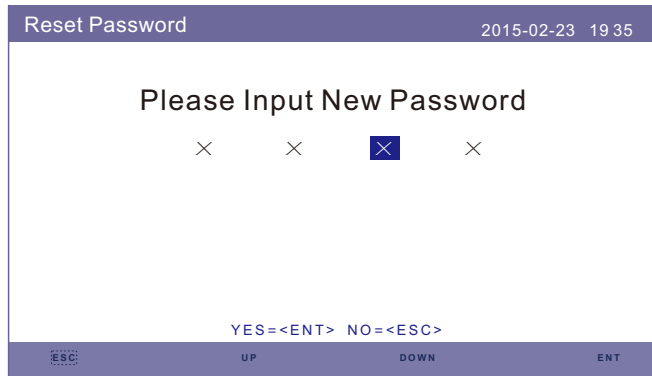 Reset Password 2015-02-23 19 35
Please Input New Password
× × × ×
YES=<ENT> NO=<ESC>
ESC UP DOWN ENT